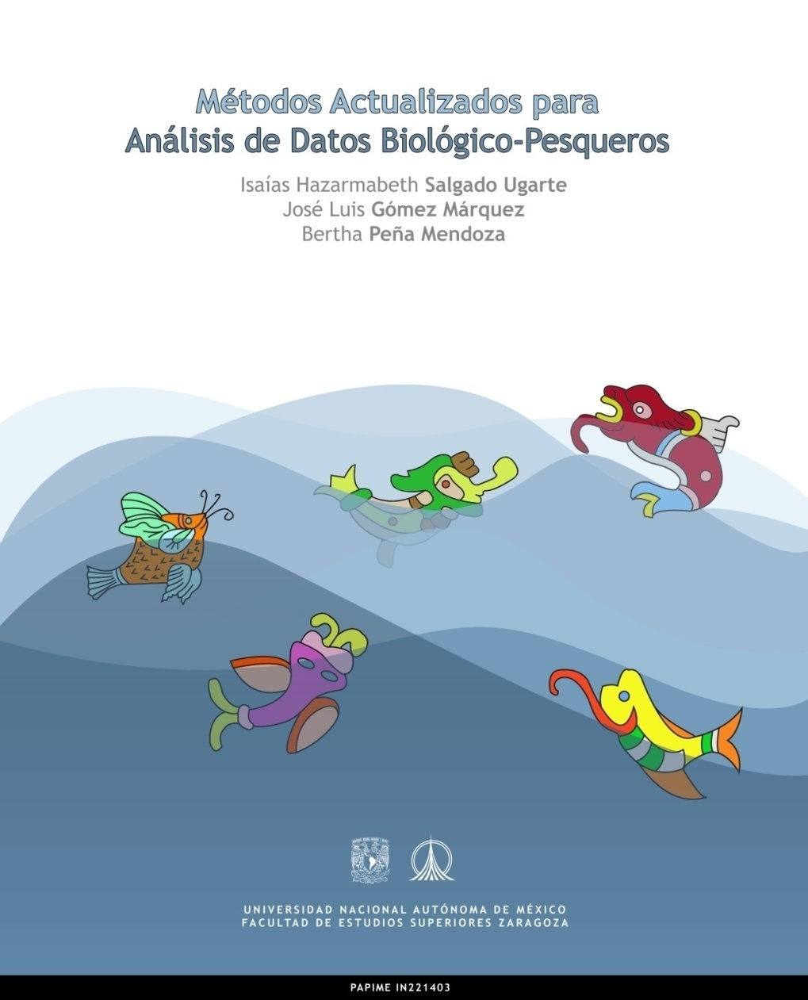 Métodos Actualizados para
Análisis de Datos Biológico-Pesqueros
Isaías Hazarmabeth Salgado Ugarte
José Luis Gómez Márquez
Bertha Peña Mendoza
UNIVERSIDAD NACIONAL AUTÓNOMA DE MÉXICO
FACULTAD DE ESTUDIOS SUPERIORES ZARAGOZA
PAPIME IN221403